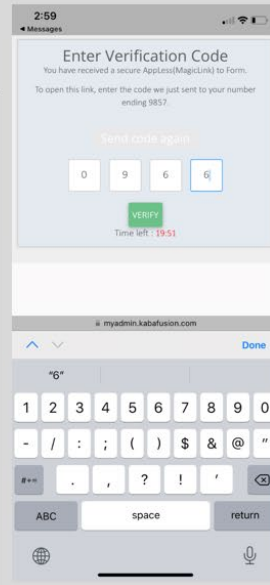 2:59
◀ Messages
Enter Verification Code
You have received a secure AppLess(MagicLink) to Form.
To open this link, enter the code we just sent to your number
ending 9857.
Send code again
0 9 6 6
VERIFY
Time left : 19:51
myadmin.kabafusion.com
Done
"6"
1 2 3 4 5 6 7 8 9 0
- / : ; ( ) $ & @ "
#+= . , ? ! '
ABC space return